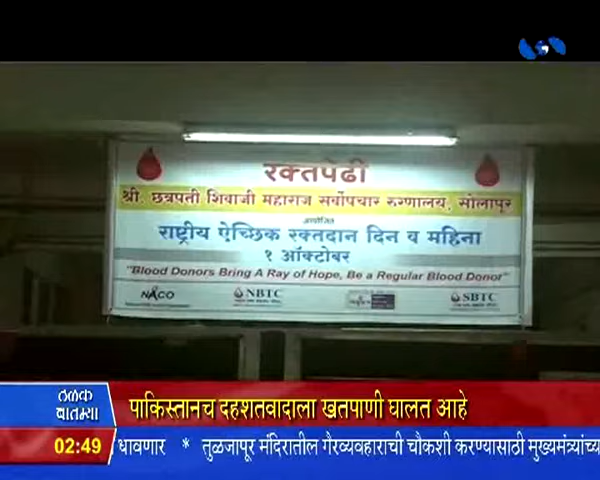 रक्तपेढी
श्री. छत्रपती शिवाजी महाराज सर्वोपचार रुग्णालय, सोलापूर
आयोजित
राष्ट्रीय ऐच्छिक रक्तदान दिन व महिना
१ ऑक्टोबर
"Blood Donors Bring A Ray of Hope, Be a Regular Blood Donor"
NACO NBTC SBTC
ठळक
बातम्या
पाकिस्तानच दहशतवादाला खतपाणी घालत आहे
02:49
धावणार * तुळजापूर मंदिरातील गैरव्यवहाराची चौकशी करण्यासाठी मुख्यमंत्र्यांच्या